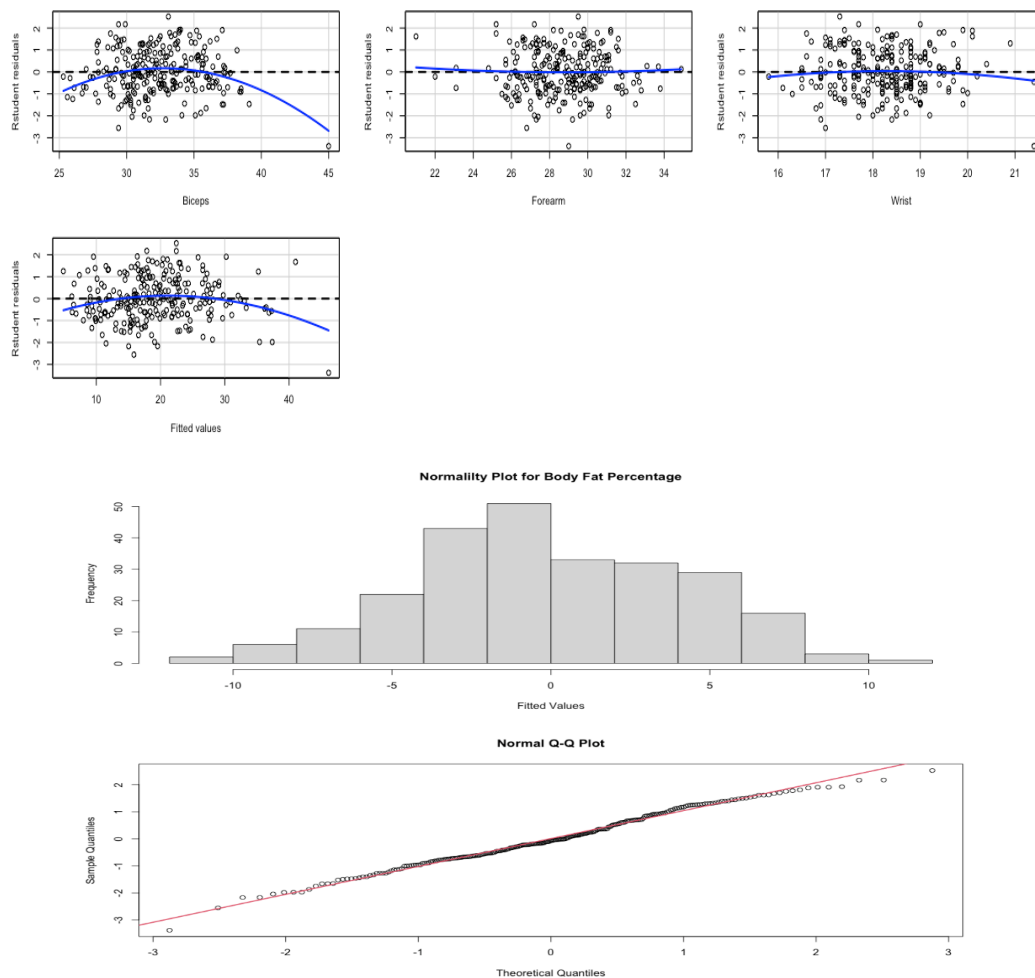 Rstudent residuals
-3 -2 -1 0 1 2
25 30 35 40 45
Biceps
Rstudent residuals
-3 -2 -1 0 1 2
22 24 26 28 30 32 34
Forearm
Rstudent residuals
-3 -2 -1 0 1 2
16 17 18 19 20 21
Wrist
Rstudent residuals
-3 -2 -1 0 1 2
10 20 30 40
Fitted values
Normalilty Plot for Body Fat Percentage
Frequency
0 10 20 30 40 50
-10 -5 0 5 10
Fitted Values
Normal Q-Q Plot
Sample Quantiles
-3 -2 -1 0 1 2
-3 -2 -1 0 1 2 3
Theoretical Quantiles